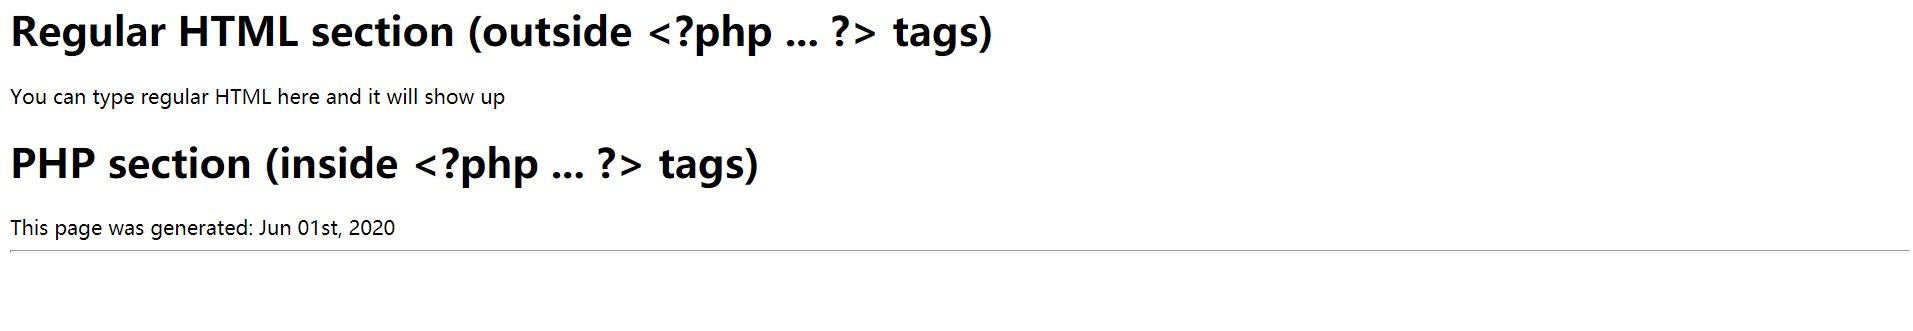 Regular HTML section (outside <?php ... ?> tags)
You can type regular HTML here and it will show up
PHP section (inside <?php ... ?> tags)
This page was generated: Jun 01st, 2020